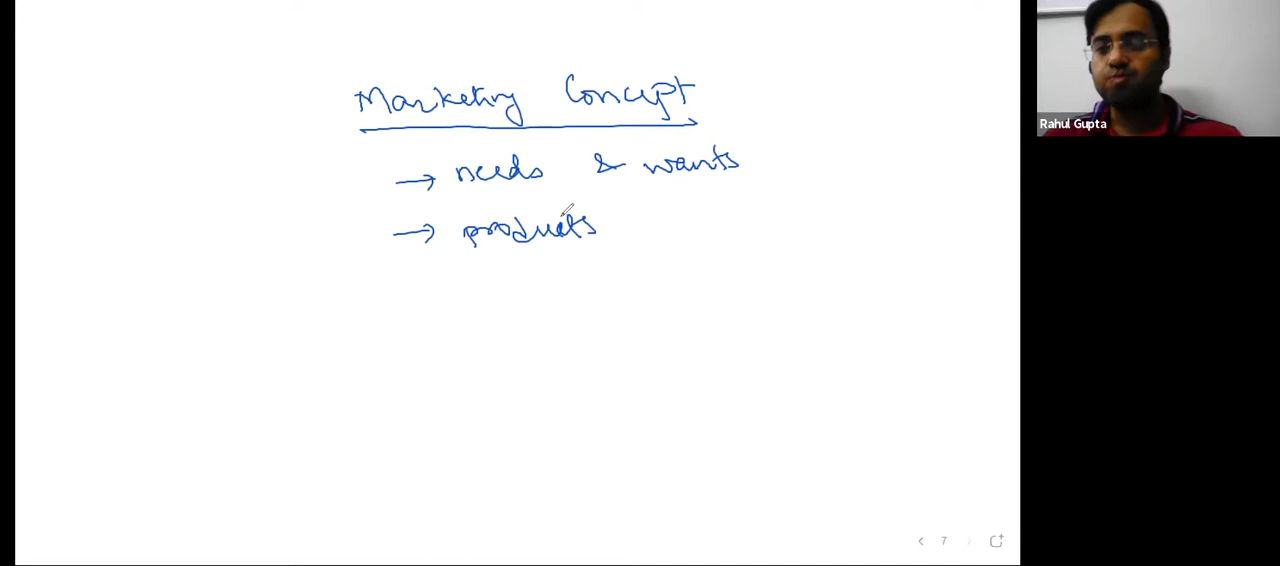 Marketing Concept
→ needs & wants
→ products
Rahul Gupta
< 7 >